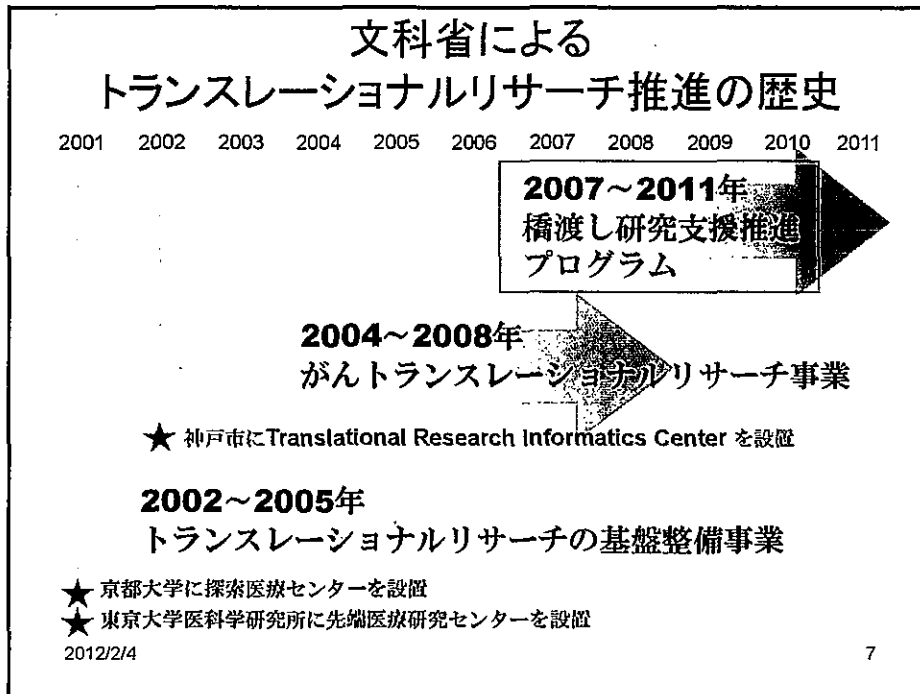 文科省による
トランスレーショナルリサーチ推進の歴史
2001 2002 2003 2004 2005 2006 2007 2008 2009 2010 2011
2007～2011年
橋渡し研究支援推進
プログラム
2004～2008年
がんトランスレーショナルリサーチ事業
★ 神戸市にTranslational Research Informatics Center を設置
2002～2005年
トランスレーショナルリサーチの基盤整備事業
★ 京都大学に探索医療センターを設置
★ 東京大学医科学研究所に先端医療研究センターを設置
2012/2/4 7